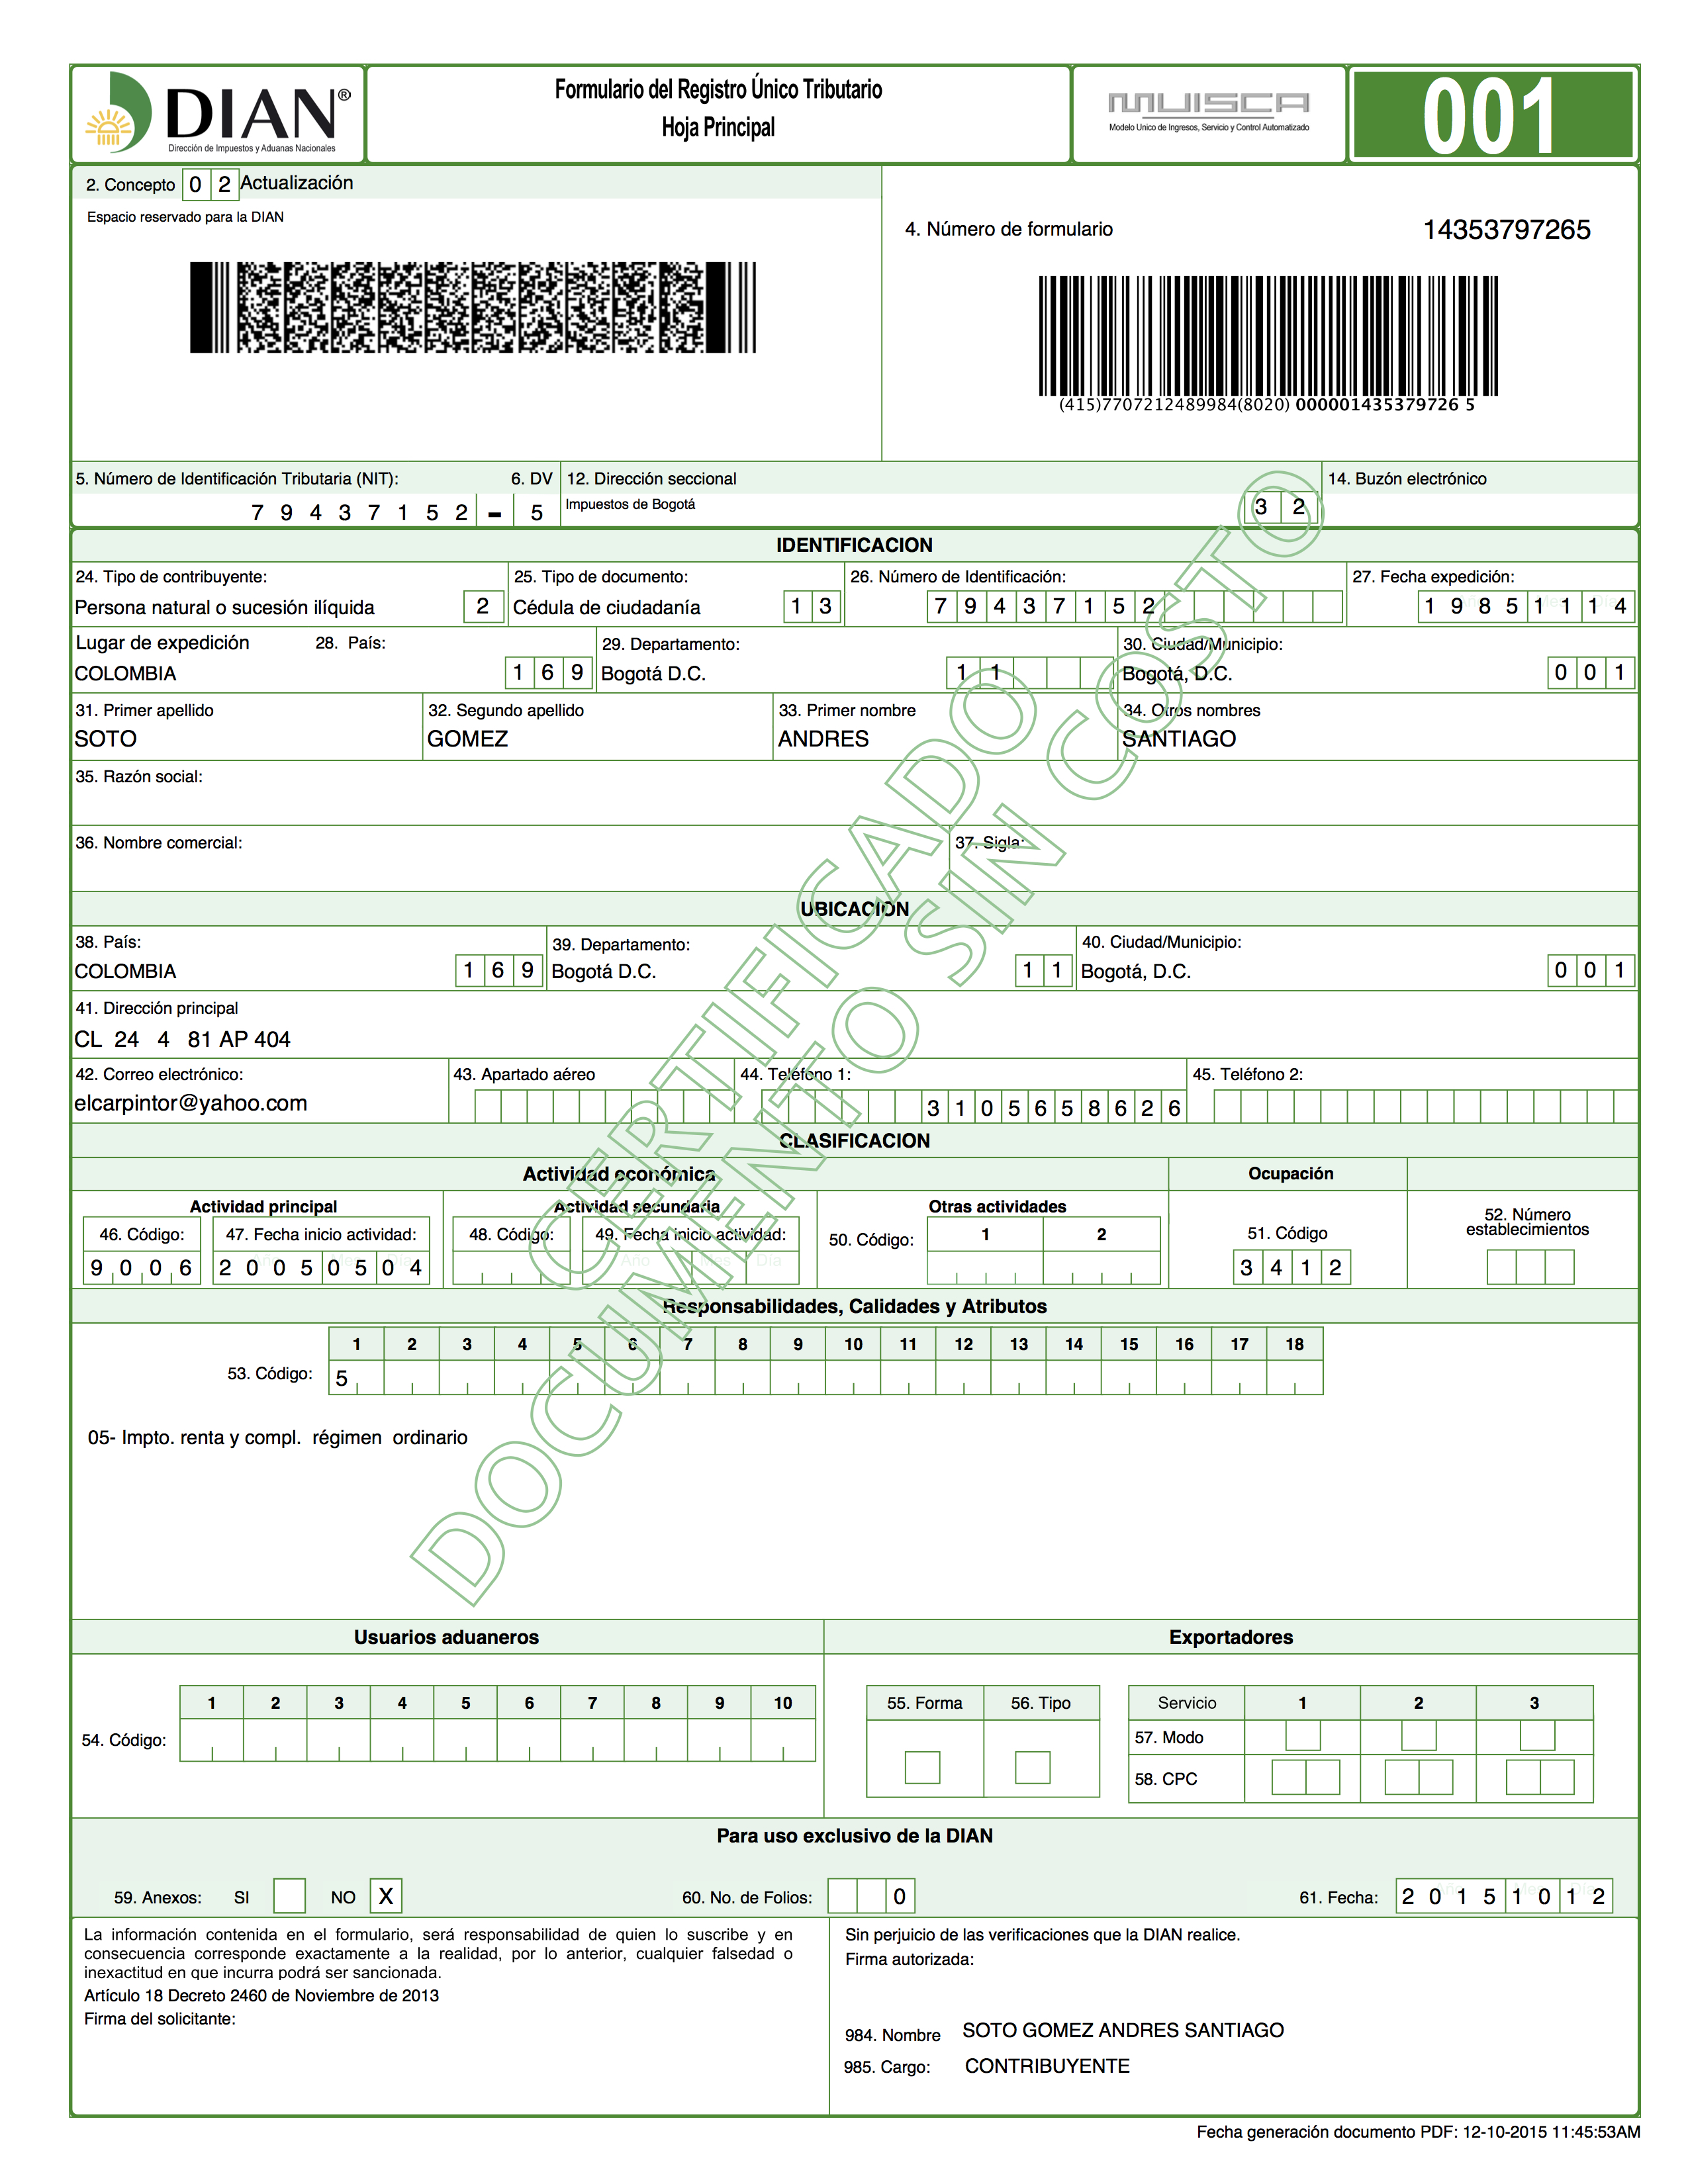 DIAN®
Dirección de Impuestos y Aduanas Nacionales
Formulario del Registro Único Tributario
Hoja Principal
MUISCA
Modelo Unico de Ingresos, Servicio y Control Automatizado
001
2. Concepto 0 2 Actualización
Espacio reservado para la DIAN
4. Número de formulario 14353797265
(415)7707212489984(8020) 000001435379726 5
5. Número de Identificación Tributaria (NIT): 6. DV 12. Dirección seccional 14. Buzón electrónico
7 9 4 3 7 1 5 2 - 5 Impuestos de Bogotá 3 2
IDENTIFICACION
24. Tipo de contribuyente: 25. Tipo de documento: 26. Número de Identificación: 27. Fecha expedición:
Persona natural o sucesión ilíquida 2 Cédula de ciudadanía 1 3 7 9 4 3 7 1 5 2 1 9 8 5 1 1 1 4
Lugar de expedición 28. País: 29. Departamento: 30. Ciudad/Municipio:
COLOMBIA 1 6 9 Bogotá D.C. 1 1 Bogotá, D.C. 0 0 1
31. Primer apellido 32. Segundo apellido 33. Primer nombre 34. Otros nombres
SOTO GOMEZ ANDRES SANTIAGO
35. Razón social:
36. Nombre comercial: 37. Sigla:
UBICACION
38. País: 39. Departamento: 40. Ciudad/Municipio:
COLOMBIA 1 6 9 Bogotá D.C. 1 1 Bogotá, D.C. 0 0 1
41. Dirección principal
CL 24 4 81 AP 404
42. Correo electrónico: 43. Apartado aéreo 44. Teléfono 1: 45. Teléfono 2:
elcarpintor@yahoo.com 3 1 0 5 6 5 8 6 2 6
CLASIFICACION
Actividad económica Ocupación
Actividad principal Actividad secundaria Otras actividades 52. Número establecimientos
46. Código: 47. Fecha inicio actividad: 48. Código: 49. Fecha inicio actividad: 50. Código: 1 2 51. Código
9 0 0 6 2 0 0 5 0 5 0 4 Año Mes Día 3 4 1 2
Responsabilidades, Calidades y Atributos
1 2 3 4 5 6 7 8 9 10 11 12 13 14 15 16 17 18
53. Código: 5
05- Impto. renta y compl. régimen ordinario
CERTIFICADO
DOCUMENTO SIN COSTO
Usuarios aduaneros Exportadores
1 2 3 4 5 6 7 8 9 10 55. Forma 56. Tipo Servicio 1 2 3
54. Código: 57. Modo
58. CPC
Para uso exclusivo de la DIAN
59. Anexos: SI NO X 60. No. de Folios: 0 61. Fecha: 2 0 1 5 1 0 1 2
La información contenida en el formulario, será responsabilidad de quien lo suscribe y en
consecuencia corresponde exactamente a la realidad, por lo anterior, cualquier falsedad o
inexactitud en que incurra podrá ser sancionada.
Artículo 18 Decreto 2460 de Noviembre de 2013
Firma del solicitante:
Sin perjuicio de las verificaciones que la DIAN realice.
Firma autorizada:
984. Nombre SOTO GOMEZ ANDRES SANTIAGO
985. Cargo: CONTRIBUYENTE
Fecha generación documento PDF: 12-10-2015 11:45:53AM